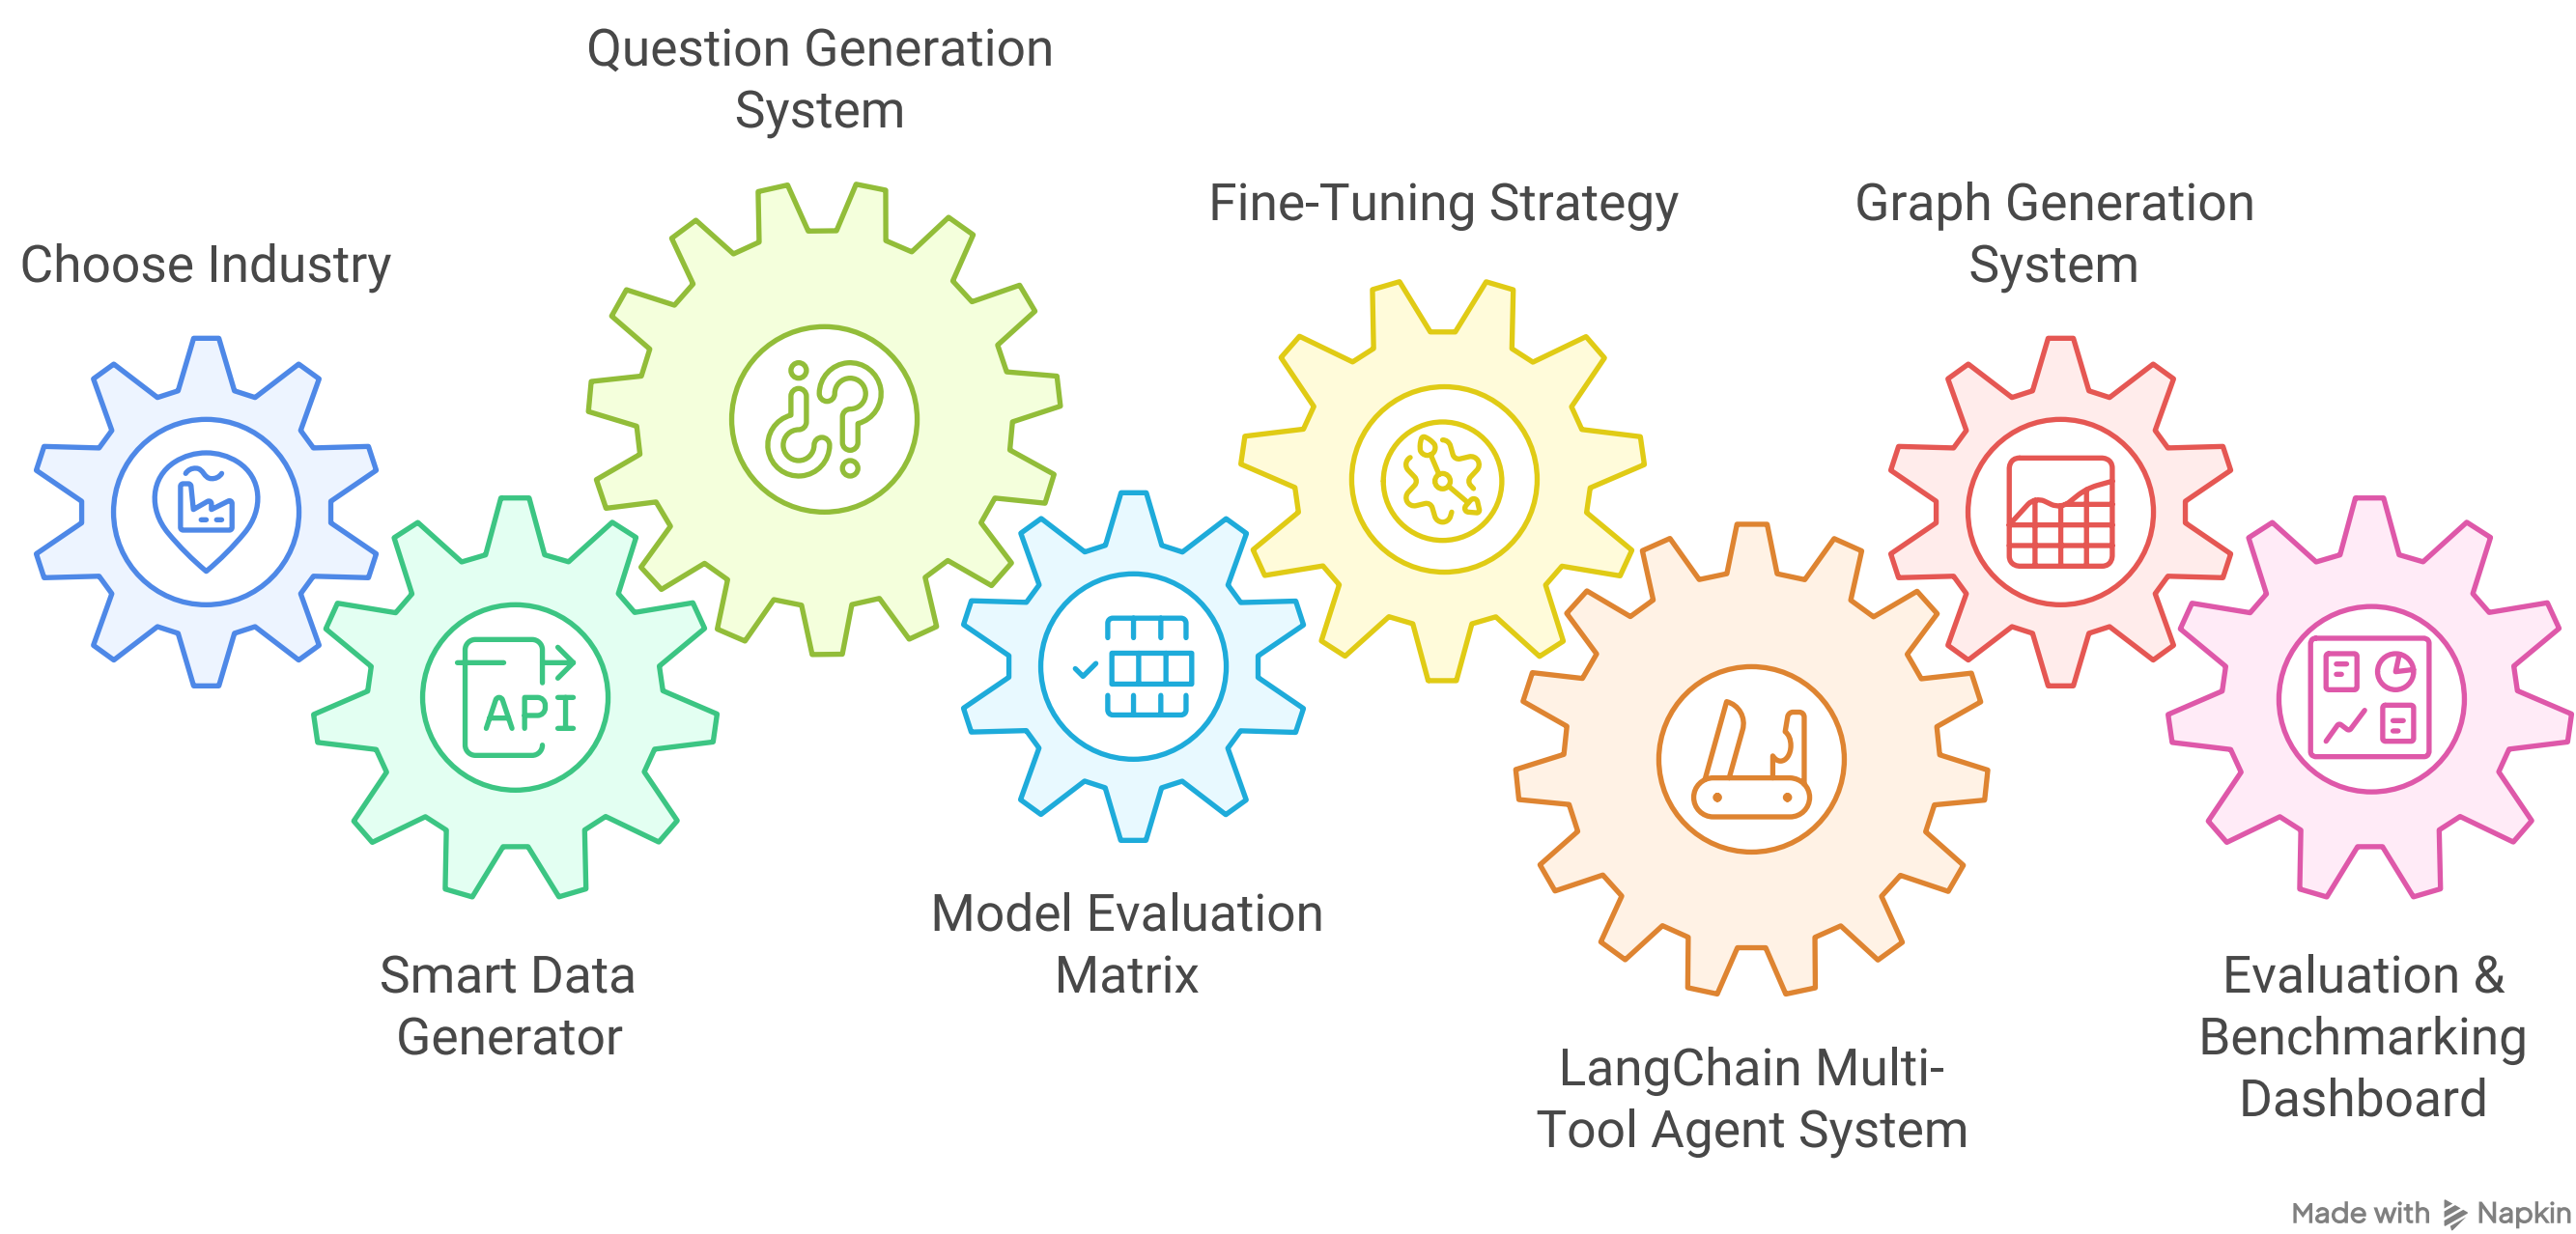 Question Generation
System
Fine-Tuning Strategy
Graph Generation
System
Choose Industry
API
Model Evaluation
Matrix
Smart Data
Generator
Evaluation &
Benchmarking
Dashboard
LangChain Multi-
Tool Agent System
Made with Napkin